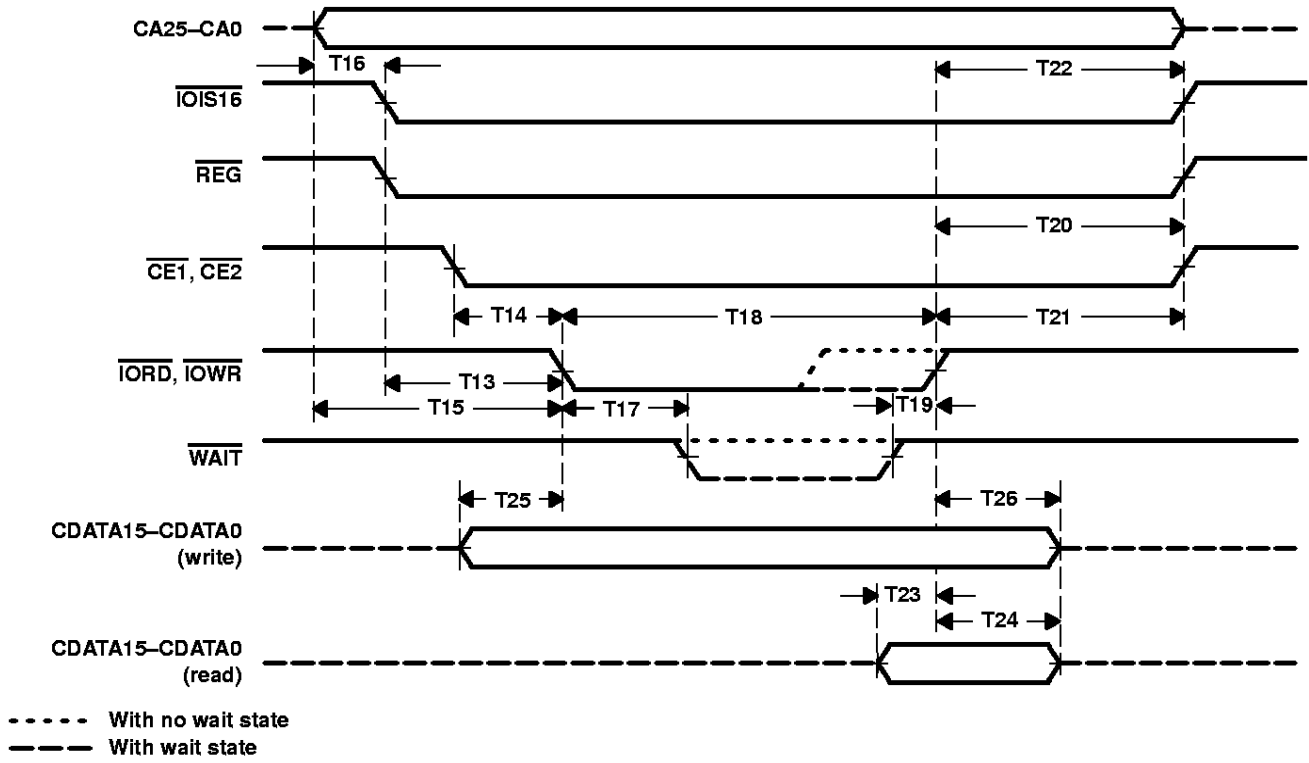 CA25–CA0
T16
T22
IOIS16
REG
T20
CE1, CE2
T14
T18
T21
IORD, IOWR
T13
T15
T17
T19
WAIT
T25
T26
CDATA15–CDATA0
(write)
T23
T24
CDATA15–CDATA0
(read)
With no wait state
With wait state